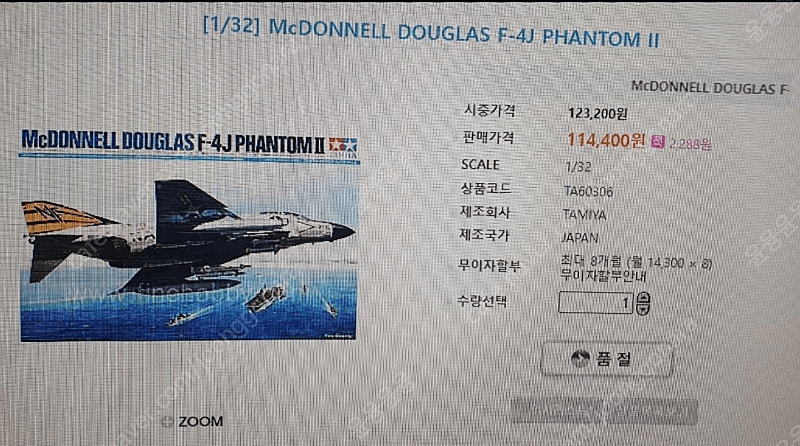 [1/32] McDONNELL DOUGLAS F-4J PHANTOM II
McDONNELL DOUGLAS F-
시중가격 123,200원
판매가격 114,400원 적 2,288원
SCALE 1/32
상품코드 TA60306
제조회사 TAMIYA
제조국가 JAPAN
무이자할부 최대 8개월 (월 14,300 x 8)
무이자할부안내
수량선택 1
품절
McDONNELL DOUGLAS F-4J PHANTOM II
TAMIYA
ZOOM